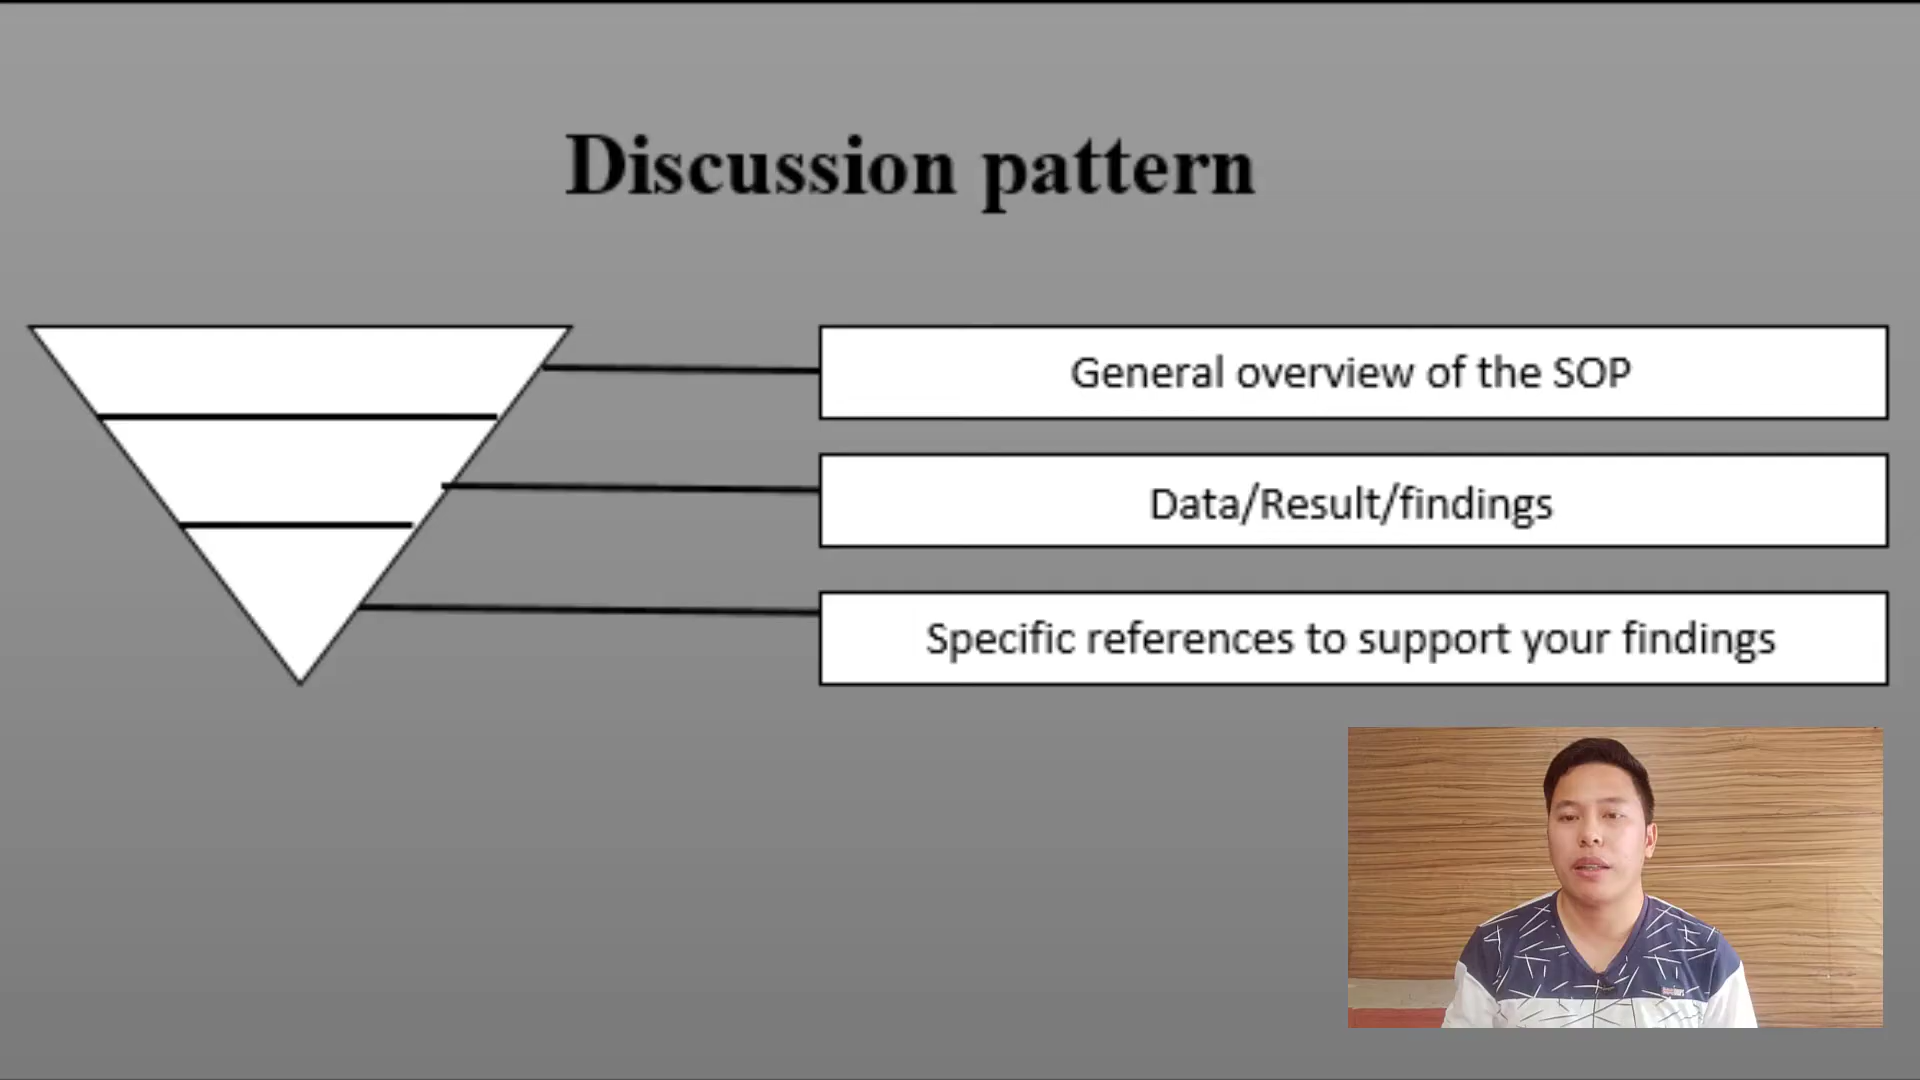 Discussion pattern
General overview of the SOP
Data/Result/findings
Specific references to support your findings